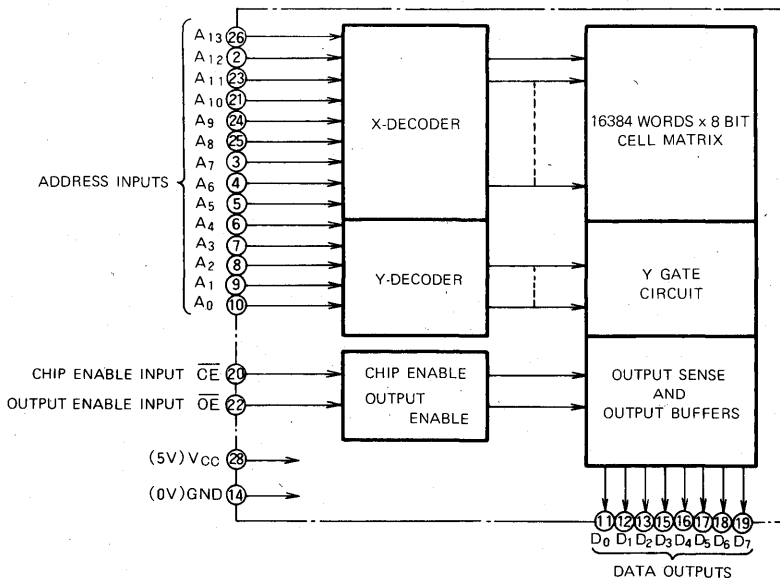 A13 26
A12 2
A11 23
A10 21
A9 24
A8 25
A7 3
A6 4
A5 5
A4 6
A3 7
A2 8
A1 9
A0 10
ADDRESS INPUTS
X-DECODER
Y-DECODER
16384 WORDS x 8 BIT
CELL MATRIX
Y GATE
CIRCUIT
CHIP ENABLE INPUT C̅E̅ 20
OUTPUT ENABLE INPUT O̅E̅ 22
CHIP ENABLE
OUTPUT
ENABLE
OUTPUT SENSE
AND
OUTPUT BUFFERS
(5V) VCC 28
(0V) GND 14
11 12 13 15 16 17 18 19
D0 D1 D2 D3 D4 D5 D6 D7
DATA OUTPUTS